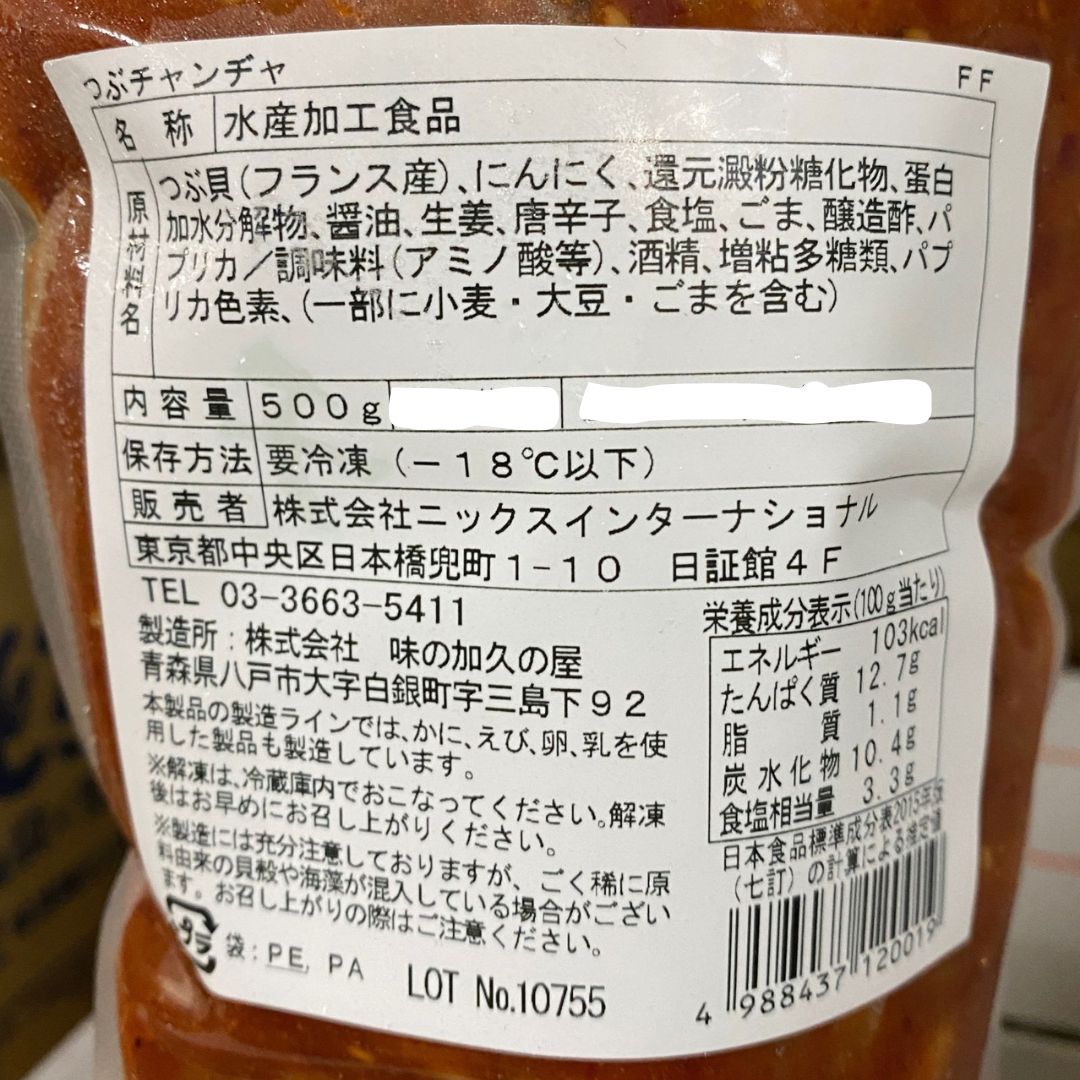 つぶチャンヂャ FF
名称 水産加工食品
原材料名 つぶ貝(フランス産)、にんにく、還元澱粉糖化物、蛋白
加水分解物、醤油、生姜、唐辛子、食塩、ごま、醸造酢、パ
プリカ/調味料(アミノ酸等)、酒精、増粘多糖類、パプ
リカ色素、(一部に小麦・大豆・ごまを含む)
内容量 500g
保存方法 要冷凍(-18℃以下)
販売者 株式会社ニックスインターナショナル
東京都中央区日本橋兜町1-10 日証館4F
TEL 03-3663-5411
製造所:株式会社 味の加久の屋
青森県八戸市大字白銀町字三島下92
本製品の製造ラインでは、かに、えび、卵、乳を使
用した製品も製造しています。
※解凍は、冷蔵庫内でおこなってください。解凍
後はお早めにお召し上がりください。
※製造には充分注意しておりますが、ごく稀に原
料由来の貝殻や海藻が混入している場合がござい
ます。お召し上がりの際はご注意ください。
プラ 袋:PE, PA
LOT No.10755
栄養成分表示(100g当たり)
エネルギー 103kcal
たんぱく質 12.7g
脂質 1.1g
炭水化物 10.4g
食塩相当量 3.3g
日本食品標準成分表2015年版
(七訂)の計算による推定値
4 988437 120019